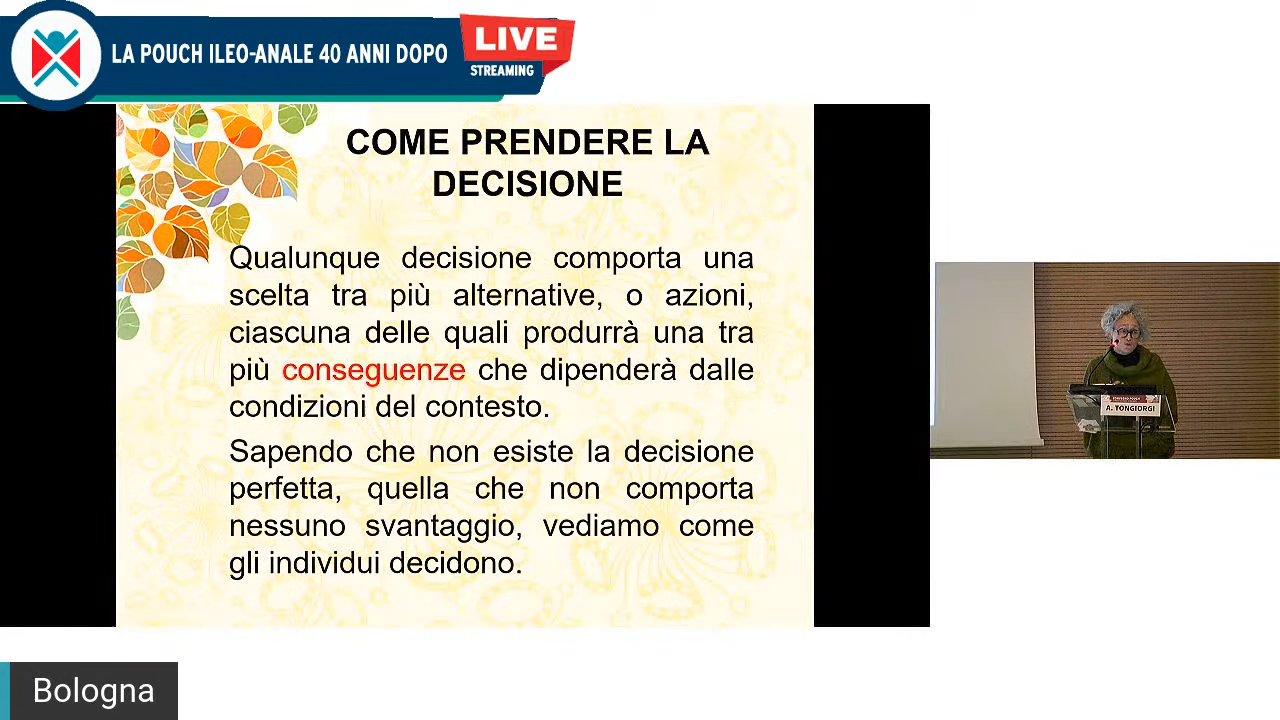 LA POUCH ILEO-ANALE 40 ANNI DOPO
LIVE
STREAMING
COME PRENDERE LA
DECISIONE
Qualunque decisione comporta una
scelta tra più alternative, o azioni,
ciascuna delle quali produrrà una tra
più conseguenze che dipenderà dalle
condizioni del contesto.
Sapendo che non esiste la decisione
perfetta, quella che non comporta
nessuno svantaggio, vediamo come
gli individui decidono.
A. TONGIORGI
Bologna